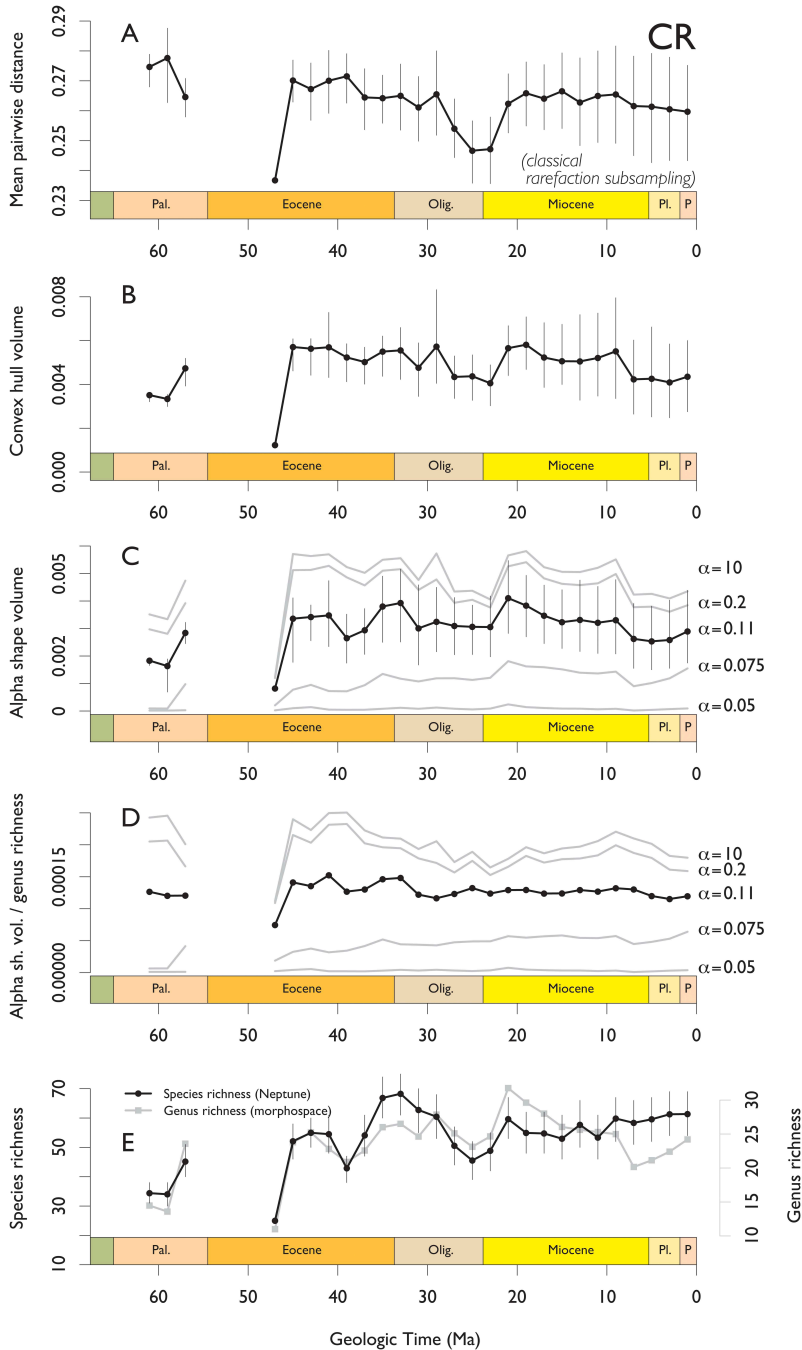 A
CR
Mean pairwise distance
0.29
0.27
0.25
0.23
(classical
rarefaction subsampling)
Pal.
Eocene
Olig.
Miocene
Pl.
P
60
50
40
30
20
10
0
B
Convex hull volume
0.008
0.004
0.000
Pal.
Eocene
Olig.
Miocene
Pl.
P
60
50
40
30
20
10
0
C
Alpha shape volume
0.005
0.002
0
α=10
α=0.2
α=0.11
α=0.075
α=0.05
Pal.
Eocene
Olig.
Miocene
Pl.
P
60
50
40
30
20
10
0
D
Alpha sh. vol. / genus richness
0.00015
0.00000
α=10
α=0.2
α=0.11
α=0.075
α=0.05
Pal.
Eocene
Olig.
Miocene
Pl.
P
60
50
40
30
20
10
0
Species richness (Neptune)
Genus richness (morphospace)
E
Species richness
70
50
30
10
30
25
20
15
10
Genus richness
Pal.
Eocene
Olig.
Miocene
Pl.
P
60
50
40
30
20
10
0
Geologic Time (Ma)